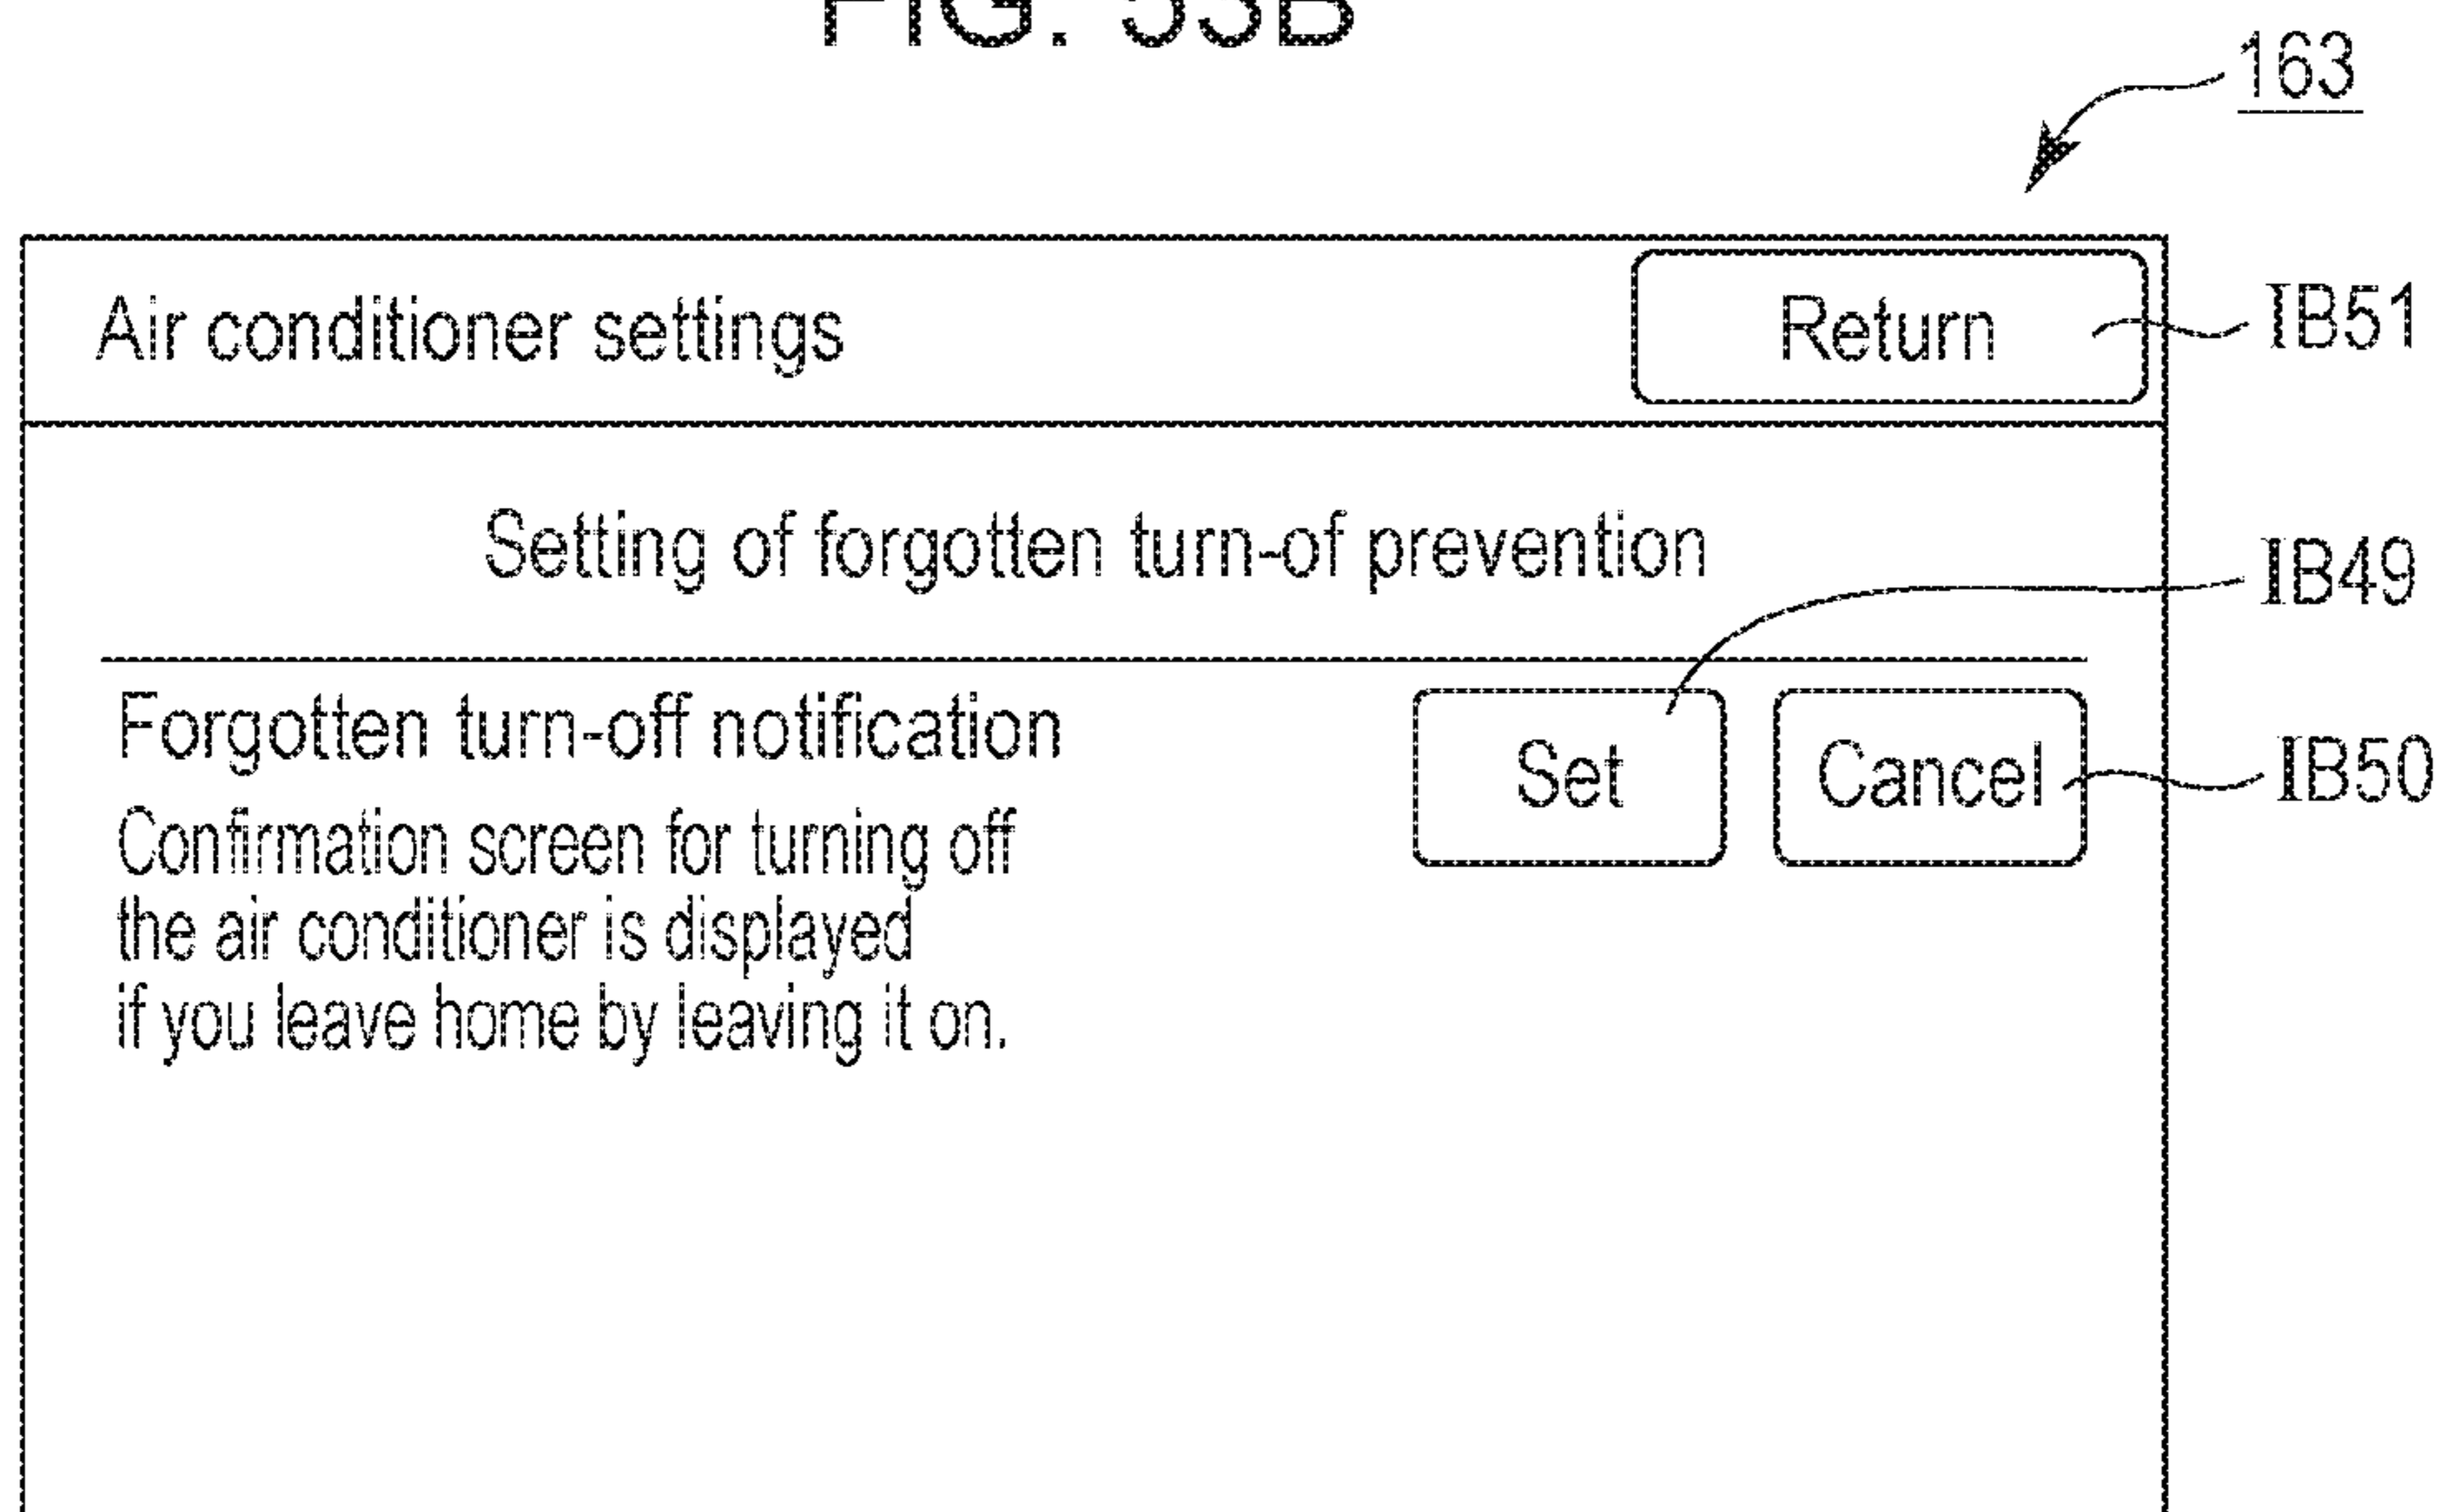 FIG. 53B
163
Air conditioner settings
Return
IB51
Setting of forgotten turn-of prevention
IB49
Forgotten turn-off notification
Set
Cancel
IB50
Confirmation screen for turning off
the air conditioner is displayed
if you leave home by leaving it on.